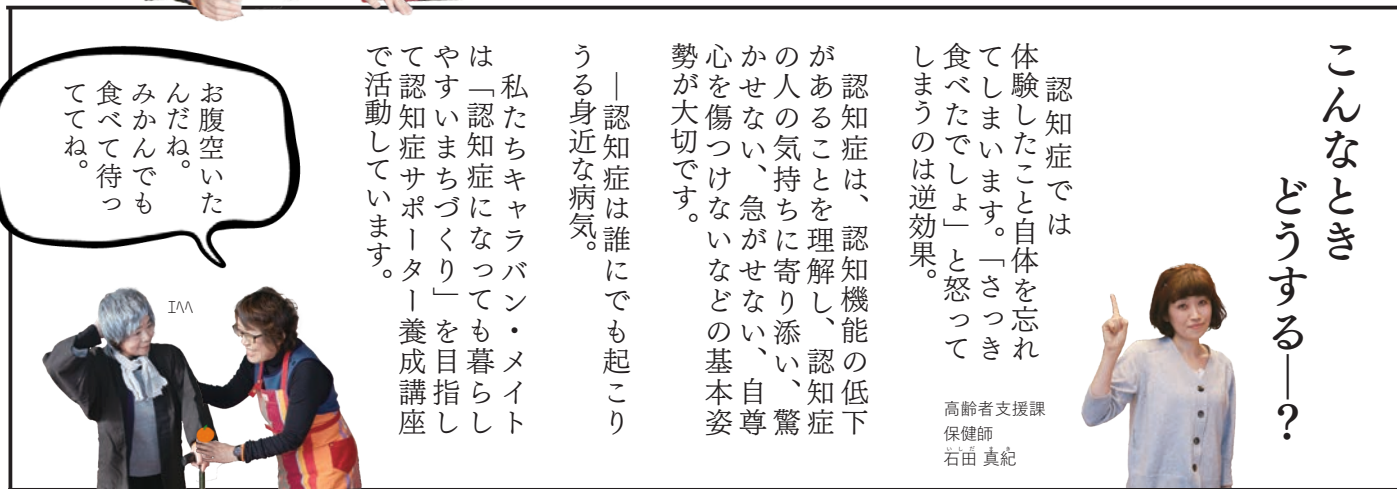 こんなとき
どうする―?
認知症では
体験したこと自体を忘れ
てしまいます。「さっき
食べたでしょ」と怒って
しまうのは逆効果。
認知症は、認知機能の低下
があることを理解し、認知症
の人の気持ちに寄り添い、驚
かせない、急がせない、自尊
心を傷つけないなどの基本姿
勢が大切です。
―認知症は誰にでも起こり
うる身近な病気。
私たちキャラバン・メイト
は「認知症になっても暮らし
やすいまちづくり」を目指し
て認知症サポーター養成講座
で活動しています。
高齢者支援課
保健師
石田 真紀
お腹空いた
んだね。
みかんでも
食べて待っ
ててね。